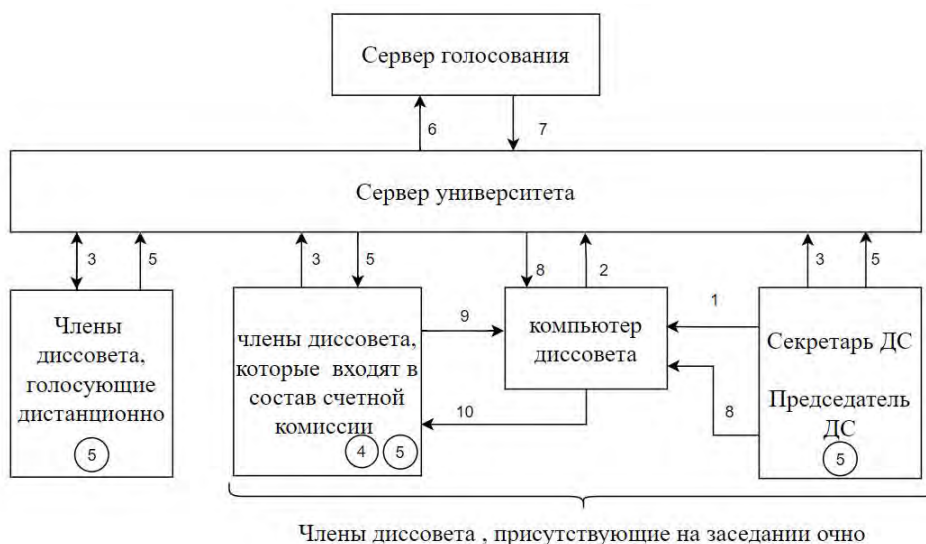 Сервер голосования
6
7
Сервер университета
3
5
3
5
8
2
3
5
Члены
диссовета,
голосующие
дистанционно
5
члены диссовета,
которые входят в
состав счетной
комиссии
4
5
9
10
компьютер
диссовета
1
8
Секретарь ДС
Председатель
ДС
5
Члены диссовета , присутствующие на заседании очно